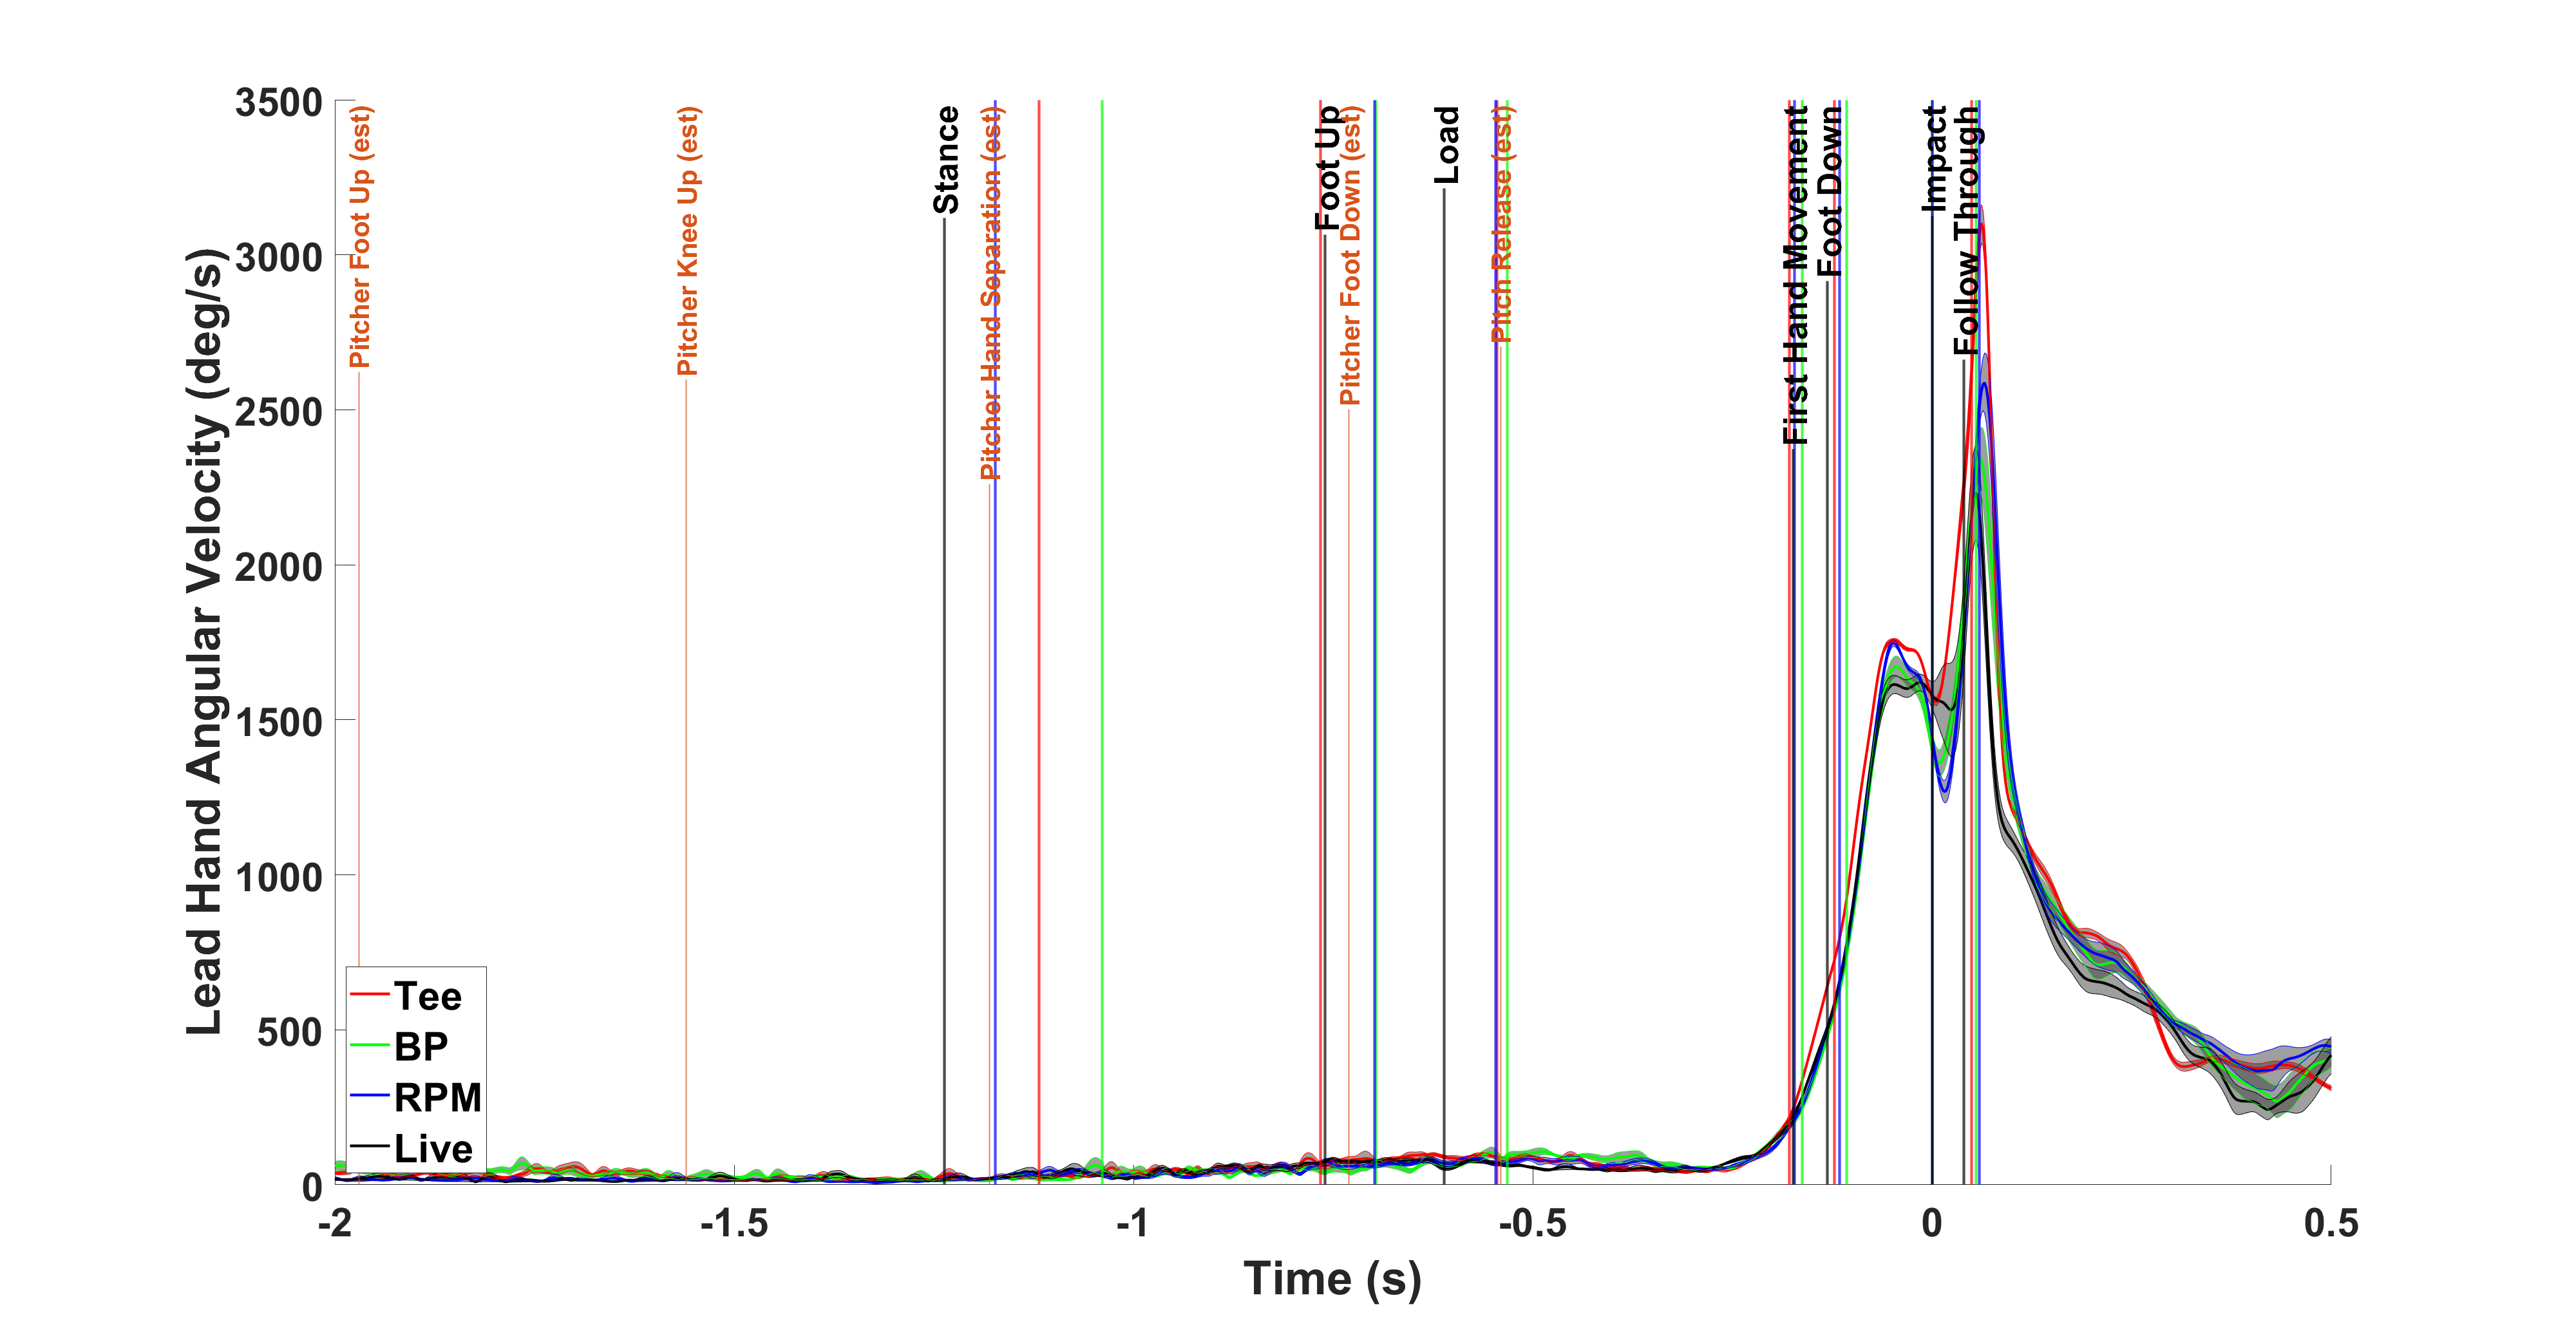 Lead Hand Angular Velocity (deg/s)
3500
3000
2500
2000
1500
1000
500
0
Pitcher Foot Up (est)
Pitcher Knee Up (est)
Stance
Pitcher Hand Separation (est)
Foot Up
Pitcher Foot Down (est)
Load
Pitch Release (est)
First Hand Movement
Foot Down
Impact
Follow Through
Tee
BP
RPM
Live
-2
-1.5
-1
-0.5
0
0.5
Time (s)